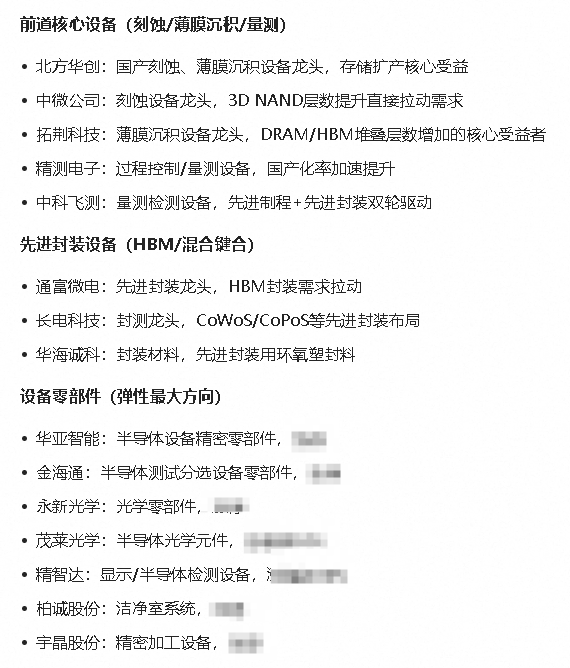 前道核心设备（刻蚀/薄膜沉积/量测）
• 北方华创：国产刻蚀、薄膜沉积设备龙头，存储扩产核心受益
• 中微公司：刻蚀设备龙头，3D NAND层数提升直接拉动需求
• 拓荆科技：薄膜沉积设备龙头，DRAM/HBM堆叠层数增加的核心受益者
• 精测电子：过程控制/量测设备，国产化率加速提升
• 中科飞测：量测检测设备，先进制程+先进封装双轮驱动
先进封装设备（HBM/混合键合）
• 通富微电：先进封装龙头，HBM封装需求拉动
• 长电科技：封测龙头，CoWoS/CoPoS等先进封装布局
• 华海诚科：封装材料，先进封装用环氧塑封料
设备零部件（弹性最大方向）
• 华亚智能：半导体设备精密零部件，
• 金海通：半导体测试分选设备零部件，
• 永新光学：光学零部件，
• 茂莱光学：半导体光学元件，
• 精智达：显示/半导体检测设备，
• 柏诚股份：洁净室系统，
• 宇晶股份：精密加工设备，